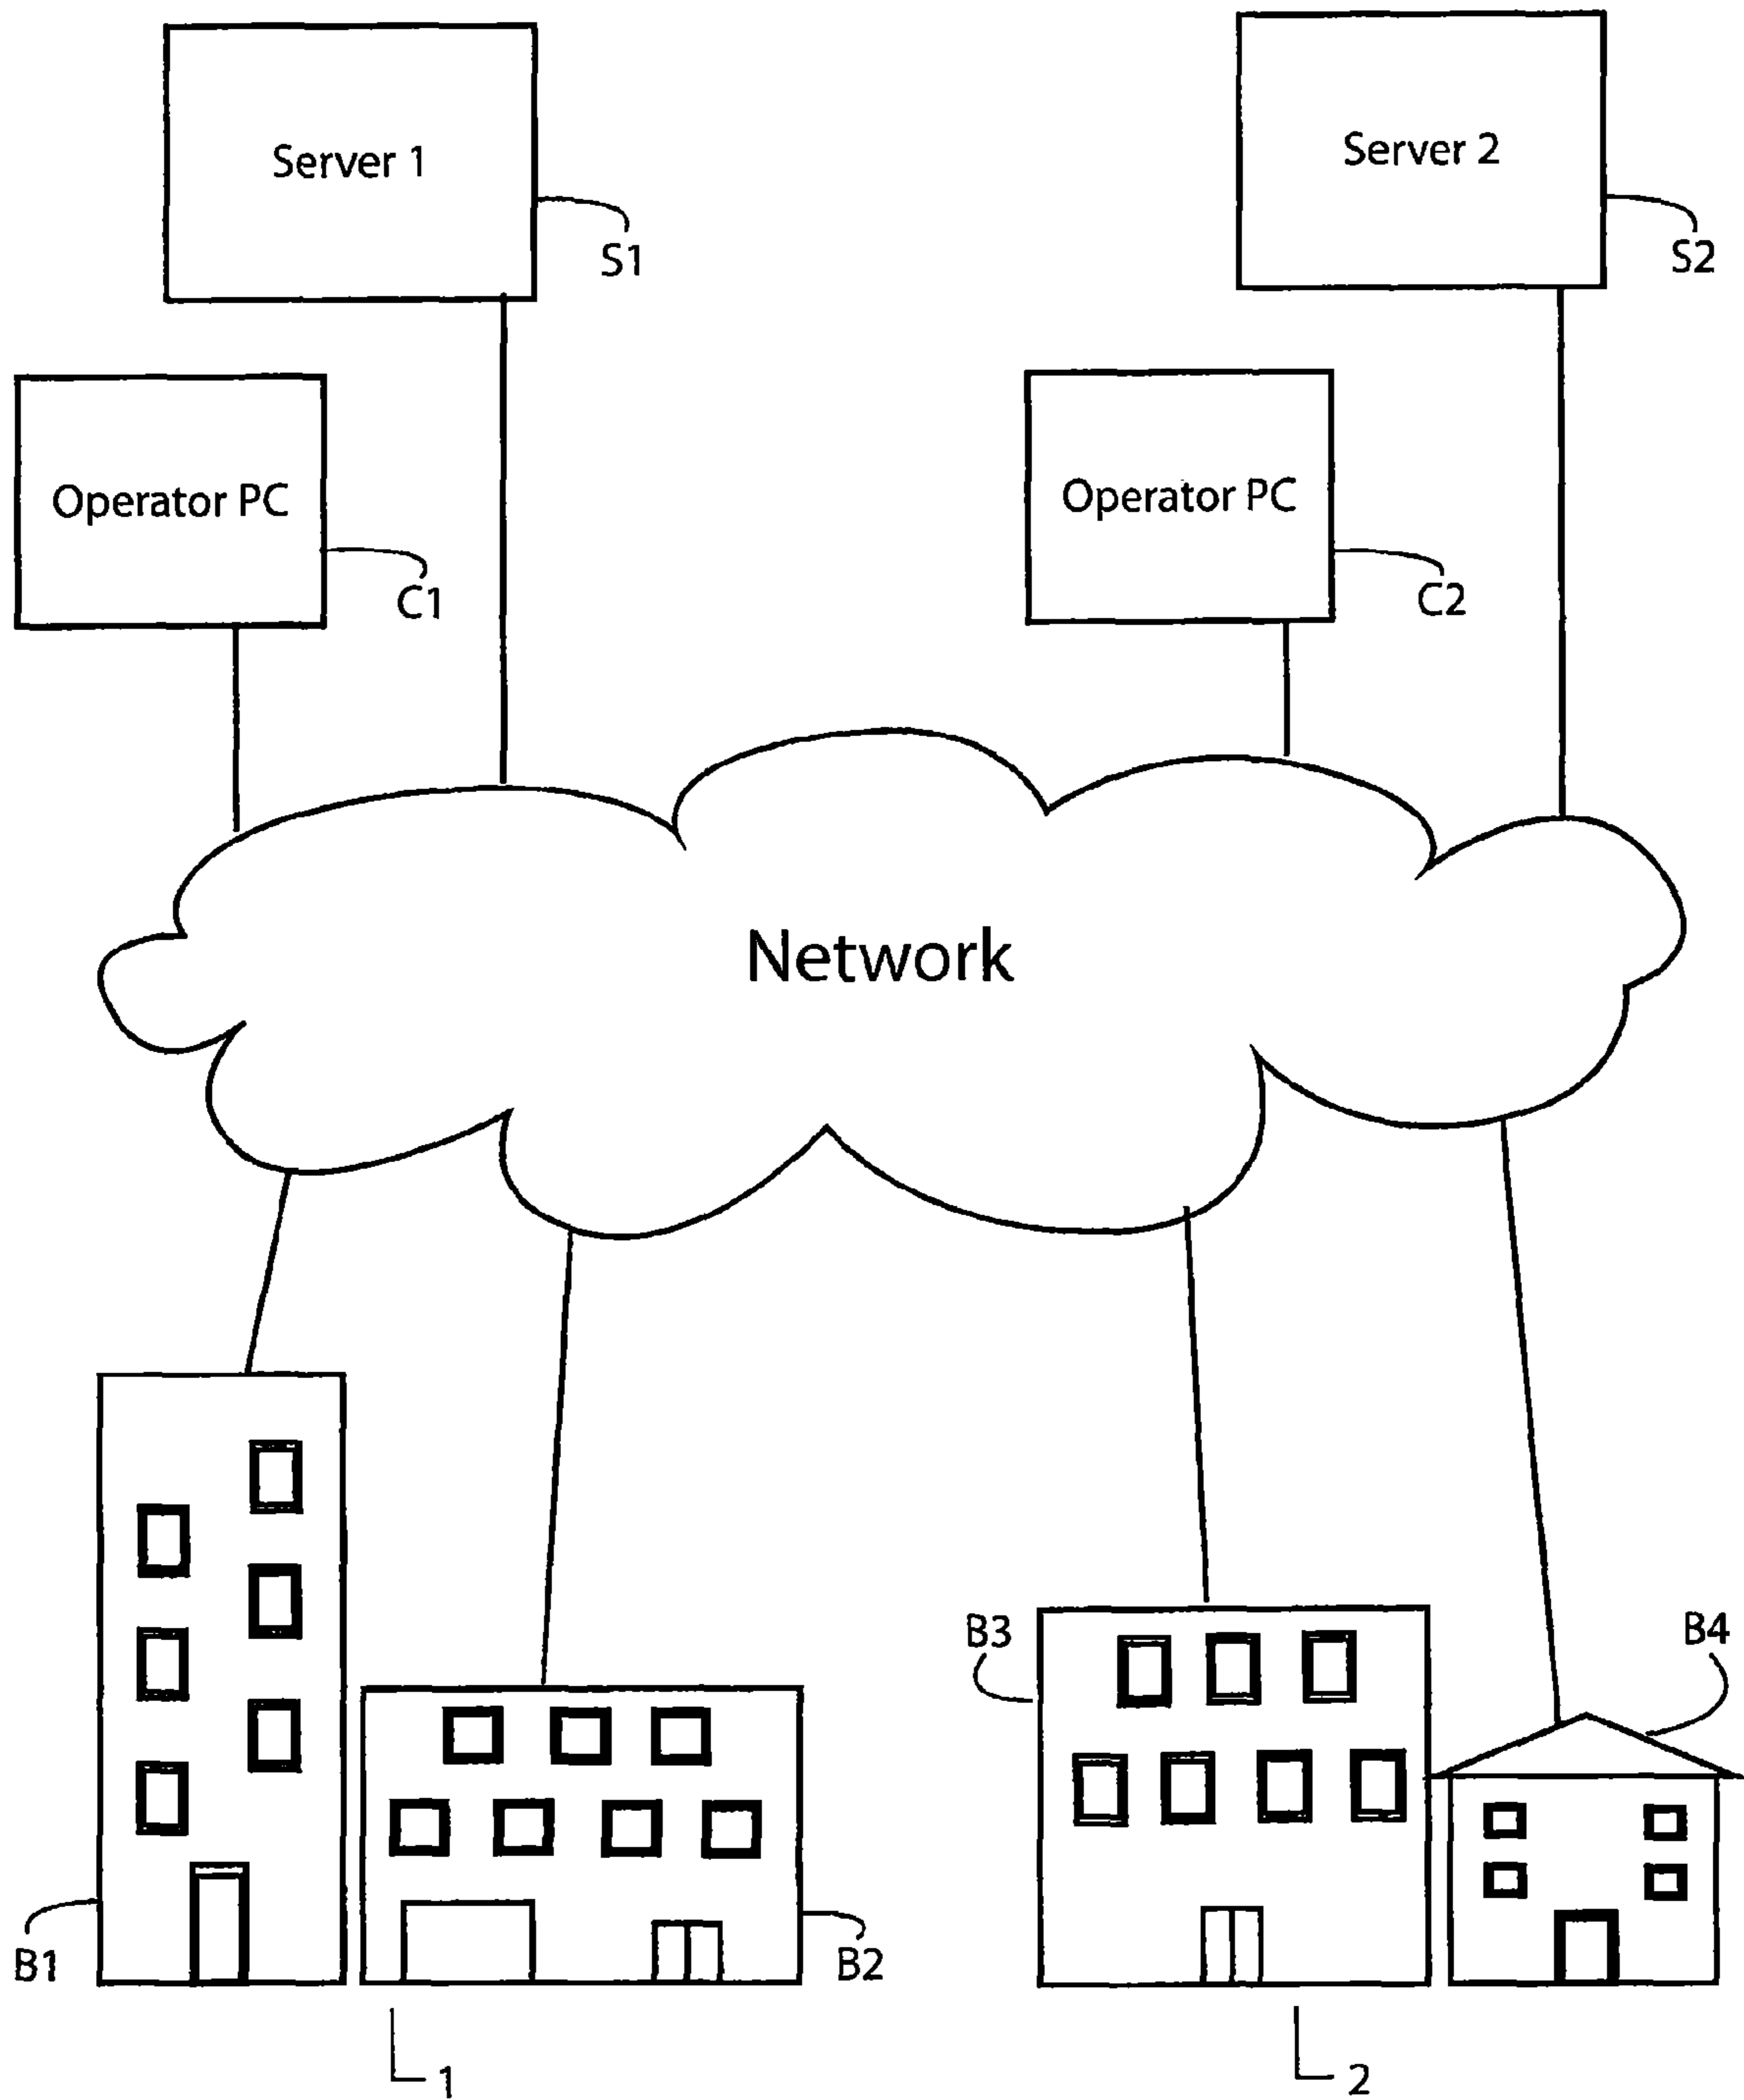 Server 1
Server 2
S1
S2
Operator PC
Operator PC
C1
C2
Network
B3
B4
B1
B2
1
2